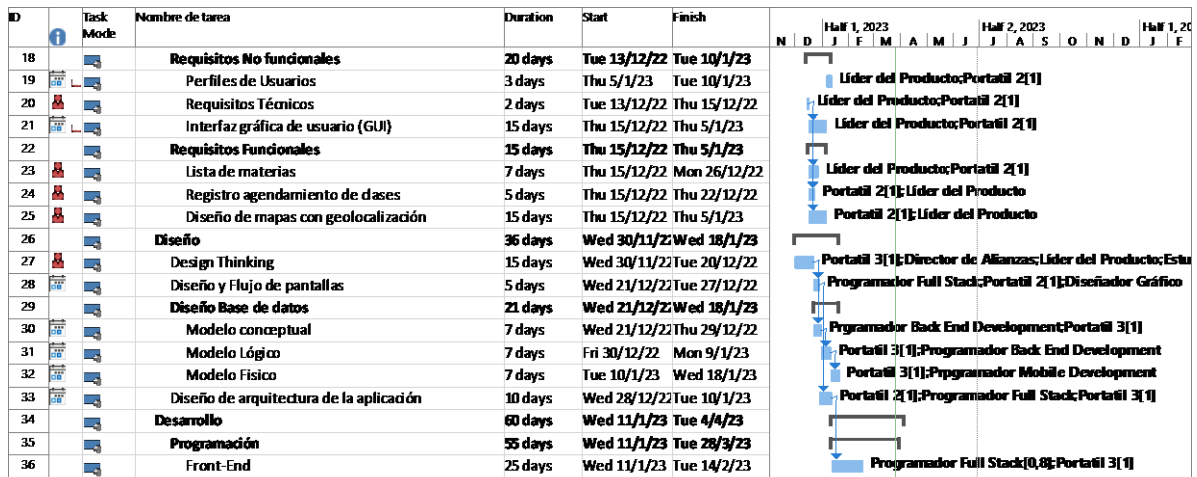 ID Task Mode Nombre de tarea Duration Start Finish Half 1, 2023 Half 2, 2023 Half 1, 20
N D J F M A M J J A S O N D J F
18 Requisitos No funcionales 20 days Tue 13/12/22 Tue 10/1/23
19 Perfiles de Usuarios 3 days Thu 5/1/23 Tue 10/1/23 Líder del Producto;Portatil 2[1]
20 Requisitos Técnicos 2 days Tue 13/12/22 Thu 15/12/22 Líder del Producto;Portatil 2[1]
21 Interfaz gráfica de usuario (GUI) 15 days Thu 15/12/22 Thu 5/1/23 Líder del Producto;Portatil 2[1]
22 Requisitos Funcionales 15 days Thu 15/12/22 Thu 5/1/23
23 Lista de materias 7 days Thu 15/12/22 Mon 26/12/22 Líder del Producto;Portatil 2[1]
24 Registro agendamiento de clases 5 days Thu 15/12/22 Thu 22/12/22 Portatil 2[1];Líder del Producto
25 Diseño de mapas con geolocalización 15 days Thu 15/12/22 Thu 5/1/23 Portatil 2[1];Líder del Producto
26 Diseño 36 days Wed 30/11/22 Wed 18/1/23
27 Design Thinking 15 days Wed 30/11/22 Tue 20/12/22 Portatil 3[1];Director de Alianzas;Líder del Producto;Estu
28 Diseño y Flujo de pantallas 5 days Wed 21/12/22 Tue 27/12/22 Programador Full Stack;Portatil 2[1];Diseñador Gráfico
29 Diseño Base de datos 21 days Wed 21/12/22 Wed 18/1/23
30 Modelo conceptual 7 days Wed 21/12/22 Thu 29/12/22 Prgramador Back End Development;Portatil 3[1]
31 Modelo Lógico 7 days Fri 30/12/22 Mon 9/1/23 Portatil 3[1];Programador Back End Development
32 Modelo Fisico 7 days Tue 10/1/23 Wed 18/1/23 Portatil 3[1];Prpgramador Mobile Development
33 Diseño de arquitectura de la aplicación 10 days Wed 28/12/22 Tue 10/1/23 Portatil 2[1];Programador Full Stack;Portatil 3[1]
34 Desarrollo 60 days Wed 11/1/23 Tue 4/4/23
35 Programación 55 days Wed 11/1/23 Tue 28/3/23
36 Front-End 25 days Wed 11/1/23 Tue 14/2/23 Programador Full Stack[0,8];Portatil 3[1]